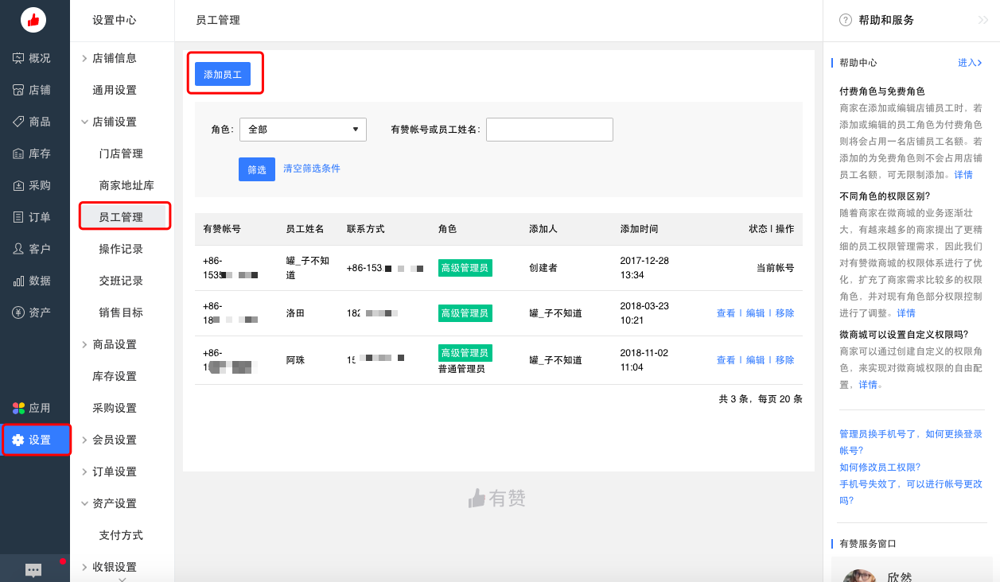 设置中心
员工管理
帮助和服务
概况
店铺
商品
库存
采购
订单
客户
数据
资产
应用
设置
店铺信息
通用设置
店铺设置
门店管理
商家地址库
员工管理
操作记录
交班记录
销售目标
商品设置
库存设置
采购设置
会员设置
订单设置
资产设置
支付方式
收银设置
添加员工
角色: 全部 有赞帐号或员工姓名:
筛选 清空筛选条件
有赞帐号 员工姓名 联系方式 角色 添加人 添加时间 状态 | 操作
+86-
1535
罐_子不知
道
+86-153
高级管理员
创建者
2017-12-28
13:34
当前帐号
+86-
18
洛田
182
高级管理员
罐_子不知道
2018-03-23
10:21
查看 | 编辑 | 移除
+86-
1
阿珠
15
高级管理员
普通管理员
罐_子不知道
2018-11-02
11:04
查看 | 编辑 | 移除
共 3 条，每页 20 条
有赞
帮助中心 进入
付费角色与免费角色
商家在添加或编辑店铺员工时，若
添加或编辑的员工角色为付费角色
则将会占用一名店铺员工名额。若
添加的为免费角色则不会占用店铺
员工名额，可无限制添加。详情
不同角色的权限区别?
随着商家在微商城的业务逐渐壮
大，有越来越多的商家提出了更精
细的员工权限管理需求，因此我们
对有赞微商城的权限体系进行了优
化，扩充了商家需求比较多的权限
角色，并对现有角色部分权限控制
进行了调整。详情
微商城可以设置自定义权限吗?
商家可以通过创建自定义的权限角
色，来实现对微商城权限的自由配
置，详情。
管理员换手机号了，如何更换登录
帐号?
如何修改员工权限?
手机号失效了，可以进行帐号更改
吗?
有赞服务窗口
欣然